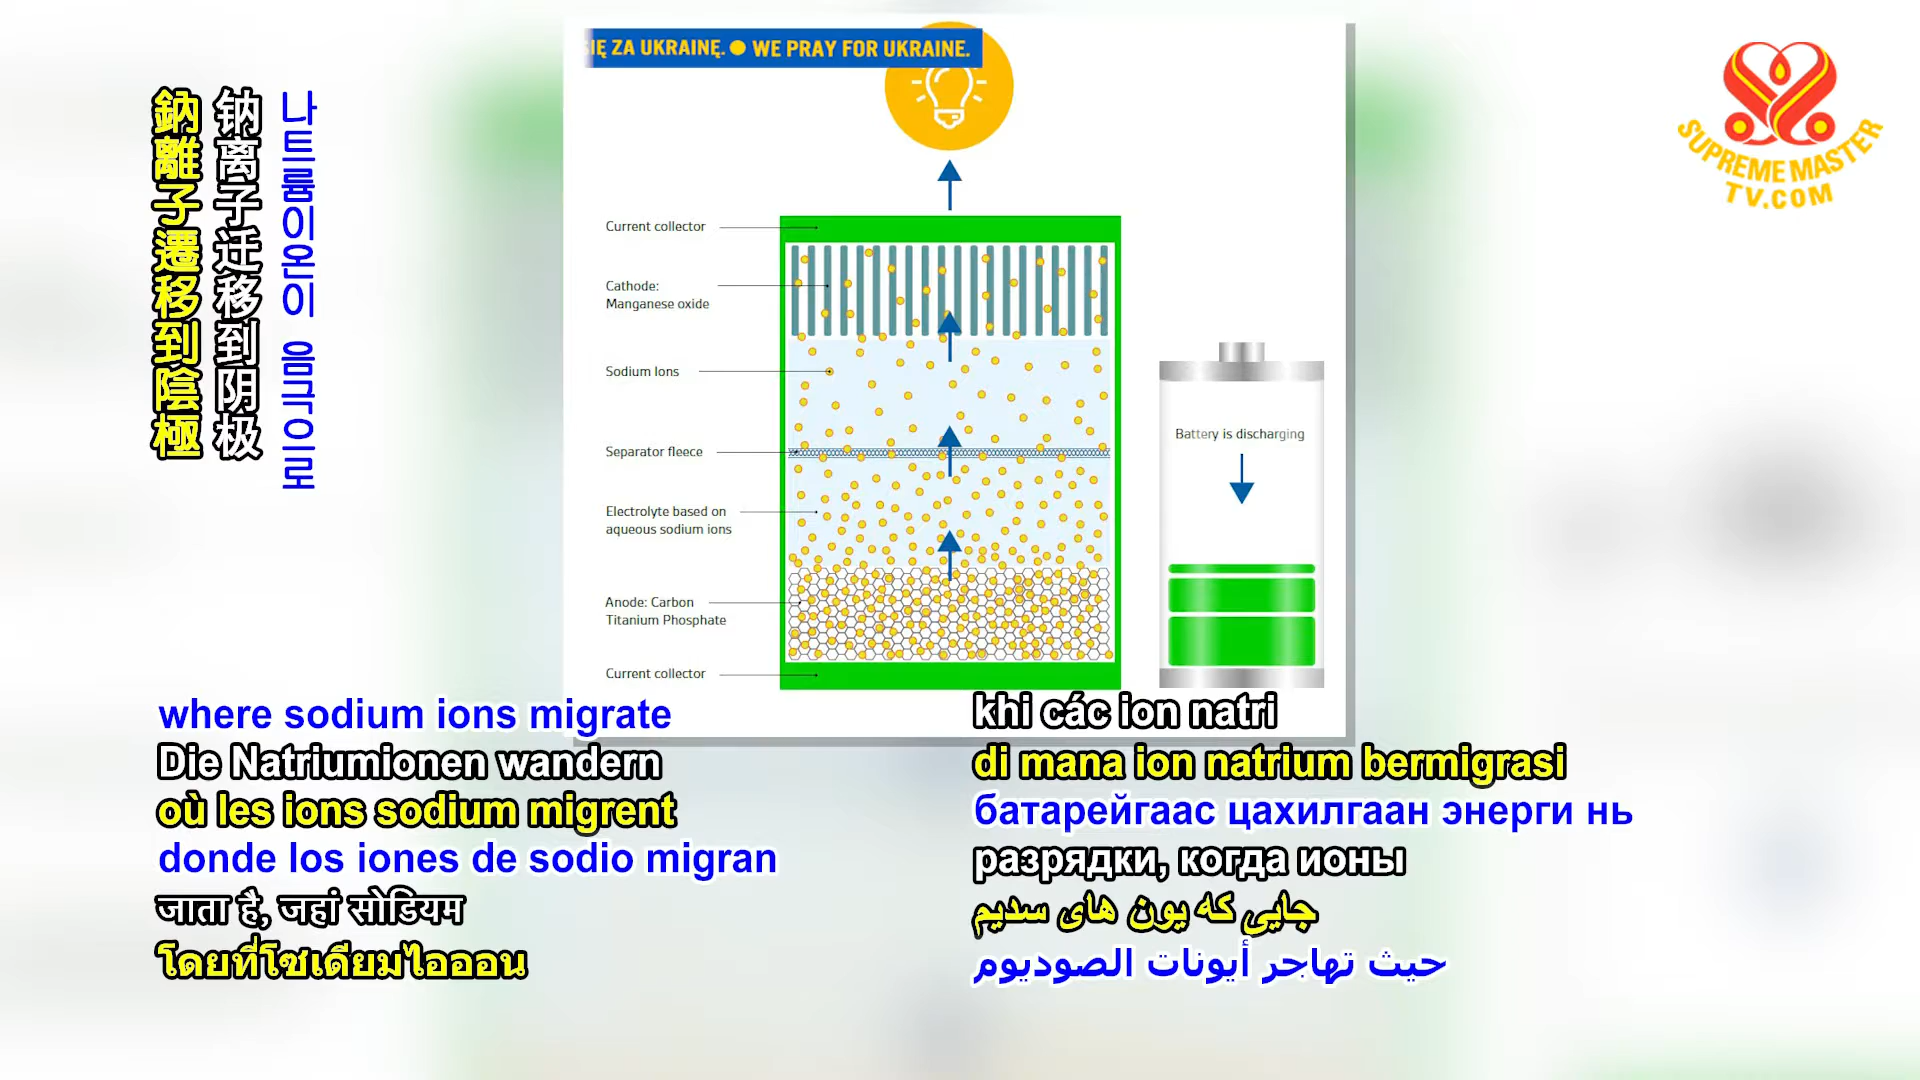 IĘ ZA UKRAINĘ. ● WE PRAY FOR UKRAINE.
SUPREME MASTER
TV.COM
鈉離子遷移到陰極
钠离子迁移到阴极
나트륨이온이 음극으로
Current collector
Cathode:
Manganese oxide
Sodium Ions
Separator fleece
Electrolyte based on
aqueous sodium ions
Anode: Carbon
Titanium Phosphate
Current collector
Battery is discharging
where sodium ions migrate
Die Natriumionen wandern
où les ions sodium migrent
donde los iones de sodio migran
जाता है, जहां सोडियम
โดยที่โซเดียมไอออน
khi các ion natri
di mana ion natrium bermigrasi
батарейгаас цахилгаан энерги нь
разрядки, когда ионы
جایی که یون های سدیم
حيث تهاجر أيونات الصوديوم